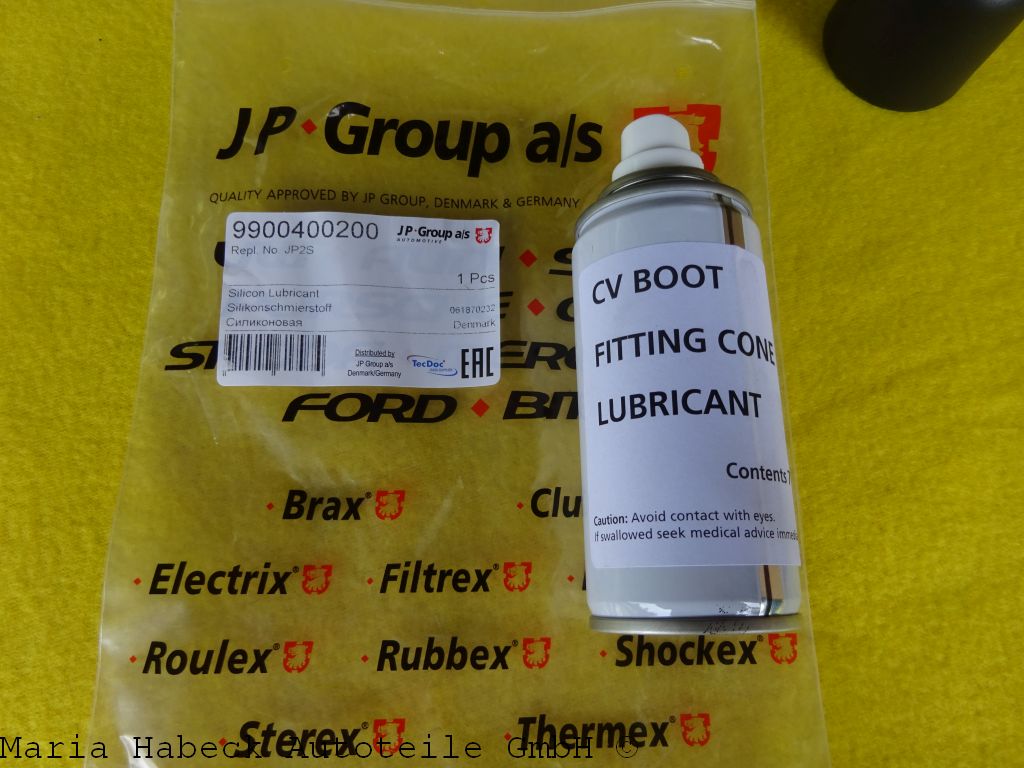 JP·Group a/s
QUALITY APPROVED BY JP GROUP, DENMARK & GERMANY
9900400200
JP·Group a/s
AUTOMOTIVE
Repl. No. JP2S
1 Pcs
Silicon Lubricant
Silikonschmierstoff
061870232
Силиконовая
Denmark
Distributed by
JP Group a/s
Denmark/Germany
TecDoc
EAC
FORD
·Brax®
·Electrix®
·Filtrex®
·Roulex®
·Rubbex®
·Shockex®
·Sterex®
·Thermex®
CV BOOT
FITTING CONE
LUBRICANT
Contents
Caution: Avoid contact with eyes.
If swallowed seek medical advice
Maria Habeck Autoteile GmbH ©